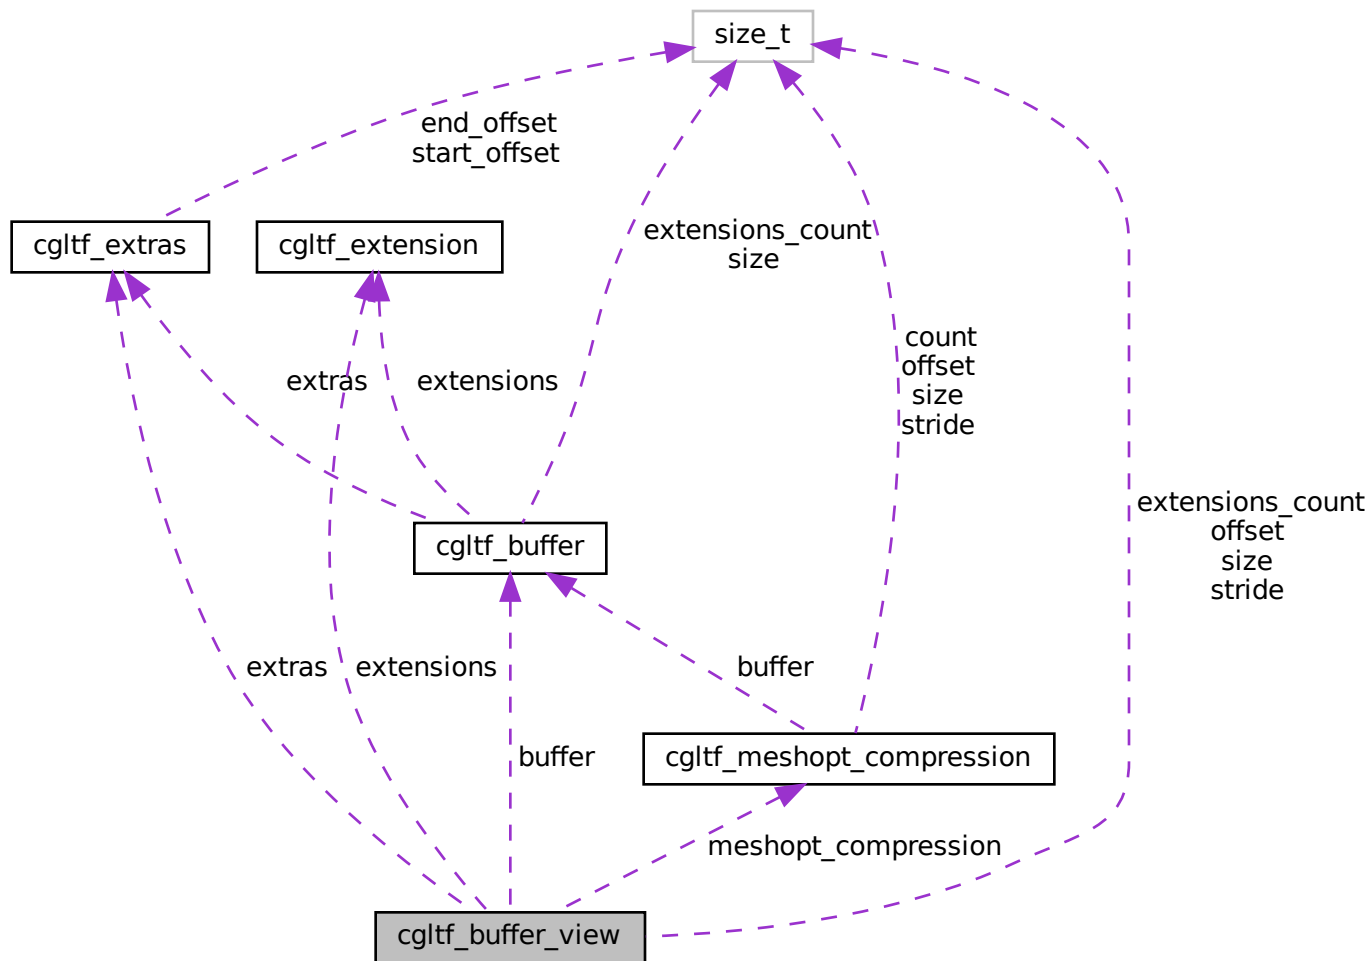 size_t
end_offset
start_offset
cgltf_extras
cgltf_extension
extensions_count
size
count
offset
size
stride
extras
extensions
extensions_count
offset
size
stride
cgltf_buffer
extras
extensions
buffer
buffer
cgltf_meshopt_compression
meshopt_compression
cgltf_buffer_view